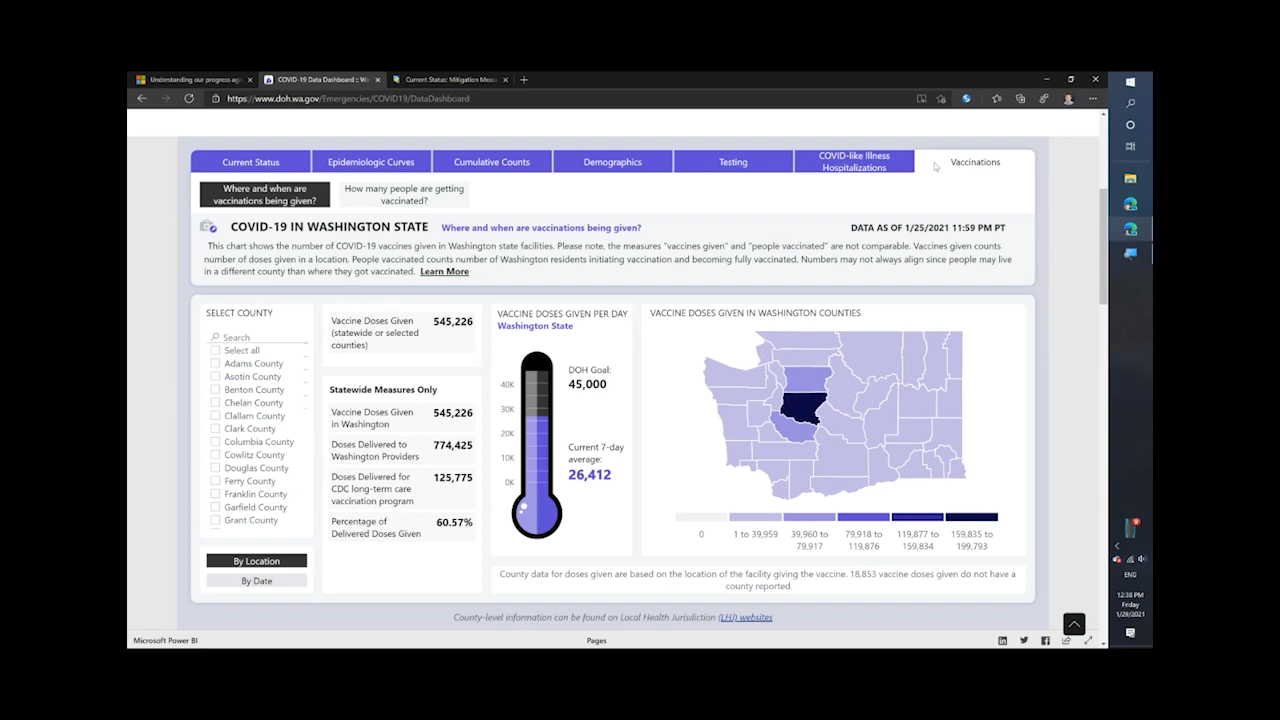 Understanding our progress aga
COVID-19 Data Dashboard :: Wa
Current Status: Mitigation Meas
https://www.doh.wa.gov/Emergencies/COVID19/DataDashboard
Current Status
Epidemiologic Curves
Cumulative Counts
Demographics
Testing
COVID-like Illness
Hospitalizations
Vaccinations
Where and when are
vaccinations being given?
How many people are getting
vaccinated?
COVID-19 IN WASHINGTON STATE
Where and when are vaccinations being given?
DATA AS OF 1/25/2021 11:59 PM PT
This chart shows the number of COVID-19 vaccines given in Washington state facilities. Please note, the measures "vaccines given" and "people vaccinated" are not comparable. Vaccines given counts
number of doses given in a location. People vaccinated counts number of Washington residents initiating vaccination and becoming fully vaccinated. Numbers may not always align since people may live
in a different county than where they got vaccinated. Learn More
SELECT COUNTY
Search
Select all
Adams County
Asotin County
Benton County
Chelan County
Clallam County
Clark County
Columbia County
Cowlitz County
Douglas County
Ferry County
Franklin County
Garfield County
Grant County
By Location
By Date
Vaccine Doses Given
(statewide or selected
counties)
545,226
Statewide Measures Only
Vaccine Doses Given
in Washington
545,226
Doses Delivered to
Washington Providers
774,425
Doses Delivered for
CDC long-term care
vaccination program
125,775
Percentage of
Delivered Doses Given
60.57%
VACCINE DOSES GIVEN PER DAY
Washington State
40K
30K
20K
10K
0K
DOH Goal:
45,000
Current 7-day
average:
26,412
VACCINE DOSES GIVEN IN WASHINGTON COUNTIES
0
1 to 39,959
39,960 to
79,917
79,918 to
119,876
119,877 to
159,834
159,835 to
199,793
County data for doses given are based on the location of the facility giving the vaccine. 18,853 vaccine doses given do not have a
county reported.
County-level information can be found on Local Health Jurisdiction (LHJ) websites
Microsoft Power BI
Pages
ENG
12:38 PM
Friday
1/29/2021